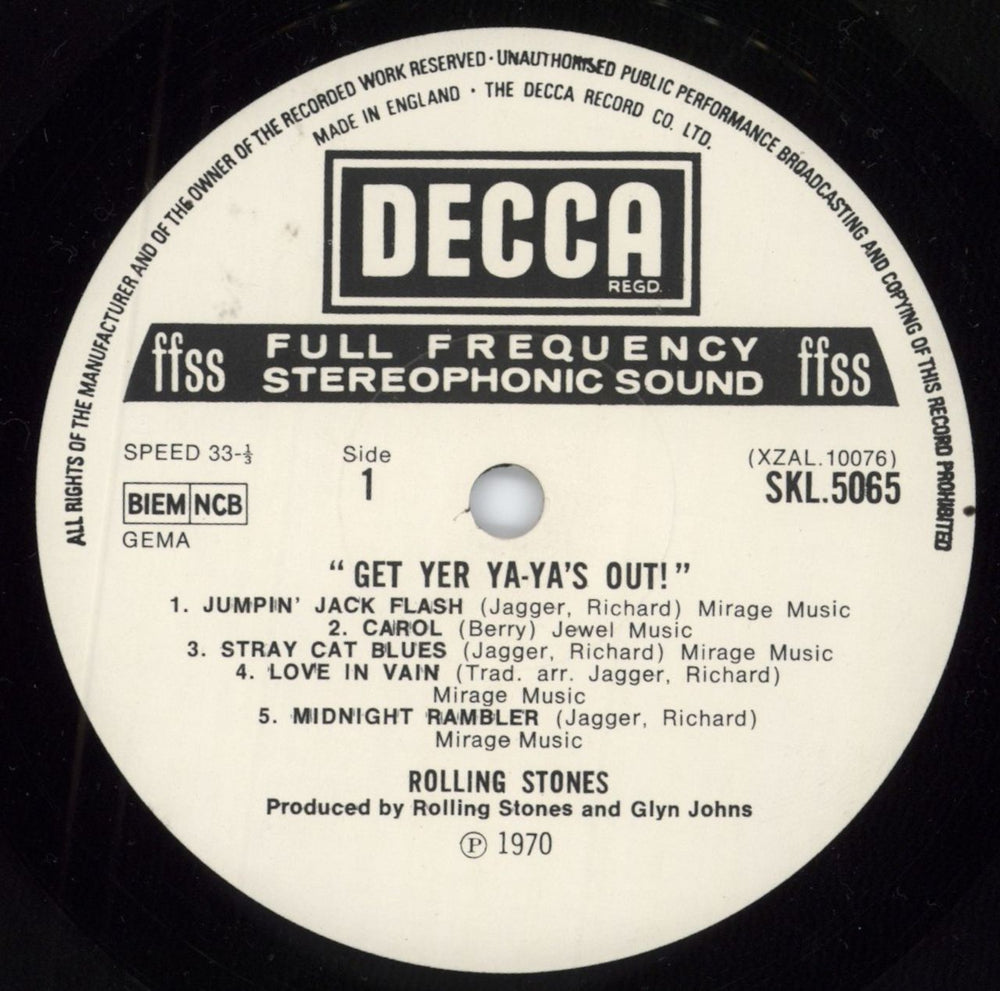 ALL RIGHTS OF THE MANUFACTURER AND OF THE OWNER OF THE RECORDED WORK RESERVED · UNAUTHORISED PUBLIC PERFORMANCE BROADCASTING AND COPYING OF THIS RECORD PROHIBITED
MADE IN ENGLAND · THE DECCA RECORD CO. LTD.
DECCA
REGD.
ffss FULL FREQUENCY ffss
STEREOPHONIC SOUND
SPEED 33-⅓
Side
1
(XZAL.10076)
SKL.5065
BIEM NCB
GEMA
“GET YER YA-YA'S OUT!”
1. JUMPIN' JACK FLASH (Jagger, Richard) Mirage Music
2. CAROL (Berry) Jewel Music
3. STRAY CAT BLUES (Jagger, Richard) Mirage Music
4. LOVE IN VAIN (Trad. arr. Jagger, Richard)
Mirage Music
5. MIDNIGHT RAMBLER (Jagger, Richard)
Mirage Music
ROLLING STONES
Produced by Rolling Stones and Glyn Johns
℗ 1970